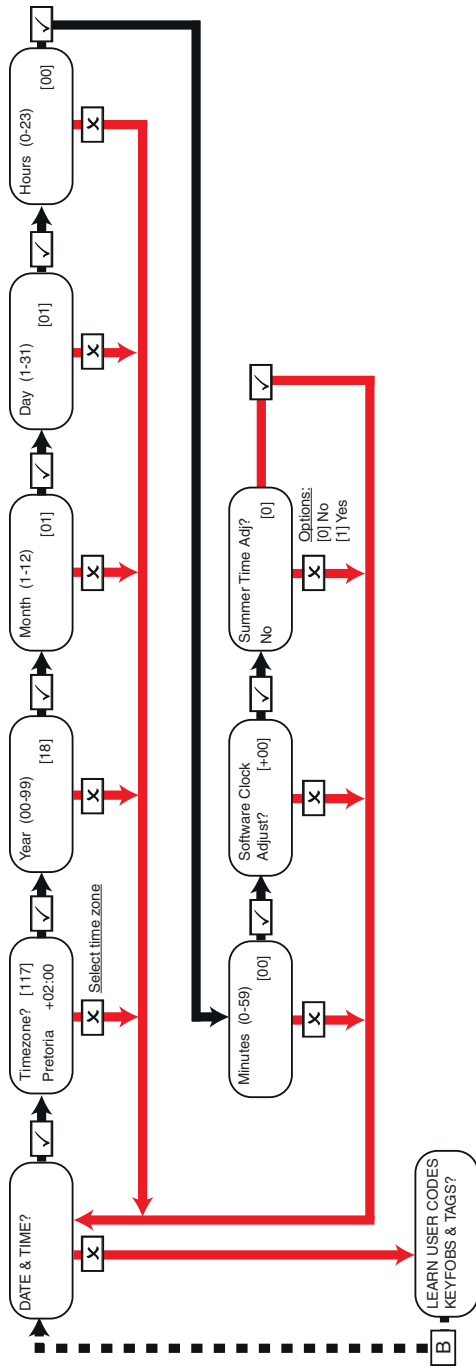 DATE & TIME?
✓
Timezone? [117]
Pretoria +02:00
✓
Year (00-99)
[18]
✓
Month (1-12)
[01]
✓
Day (1-31)
[01]
✓
Hours (0-23)
[00]
✓
x
x
Select time zone
x
x
x
x
Minutes (0-59)
[00]
✓
Software Clock
Adjust? [+00]
✓
Summer Time Adj?
No [0]
✓
x
x
x
Options:
[0] No
[1] Yes
B
LEARN USER CODES
KEYFOBS & TAGS?